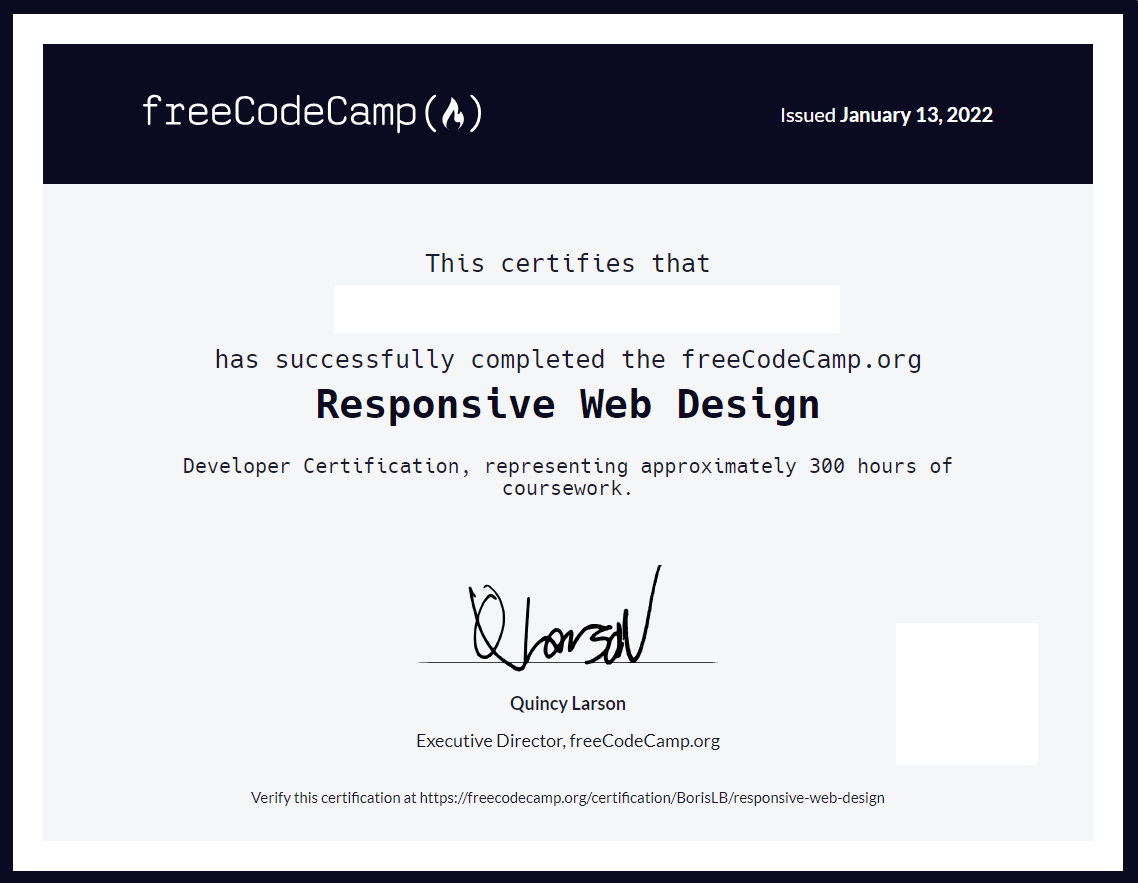 freeCodeCamp(🔥)
Issued January 13, 2022
This certifies that
has successfully completed the freeCodeCamp.org
Responsive Web Design
Developer Certification, representing approximately 300 hours of
coursework.
Q Larson
Quincy Larson
Executive Director, freeCodeCamp.org
Verify this certification at https://freecodecamp.org/certification/BorisLB/responsive-web-design